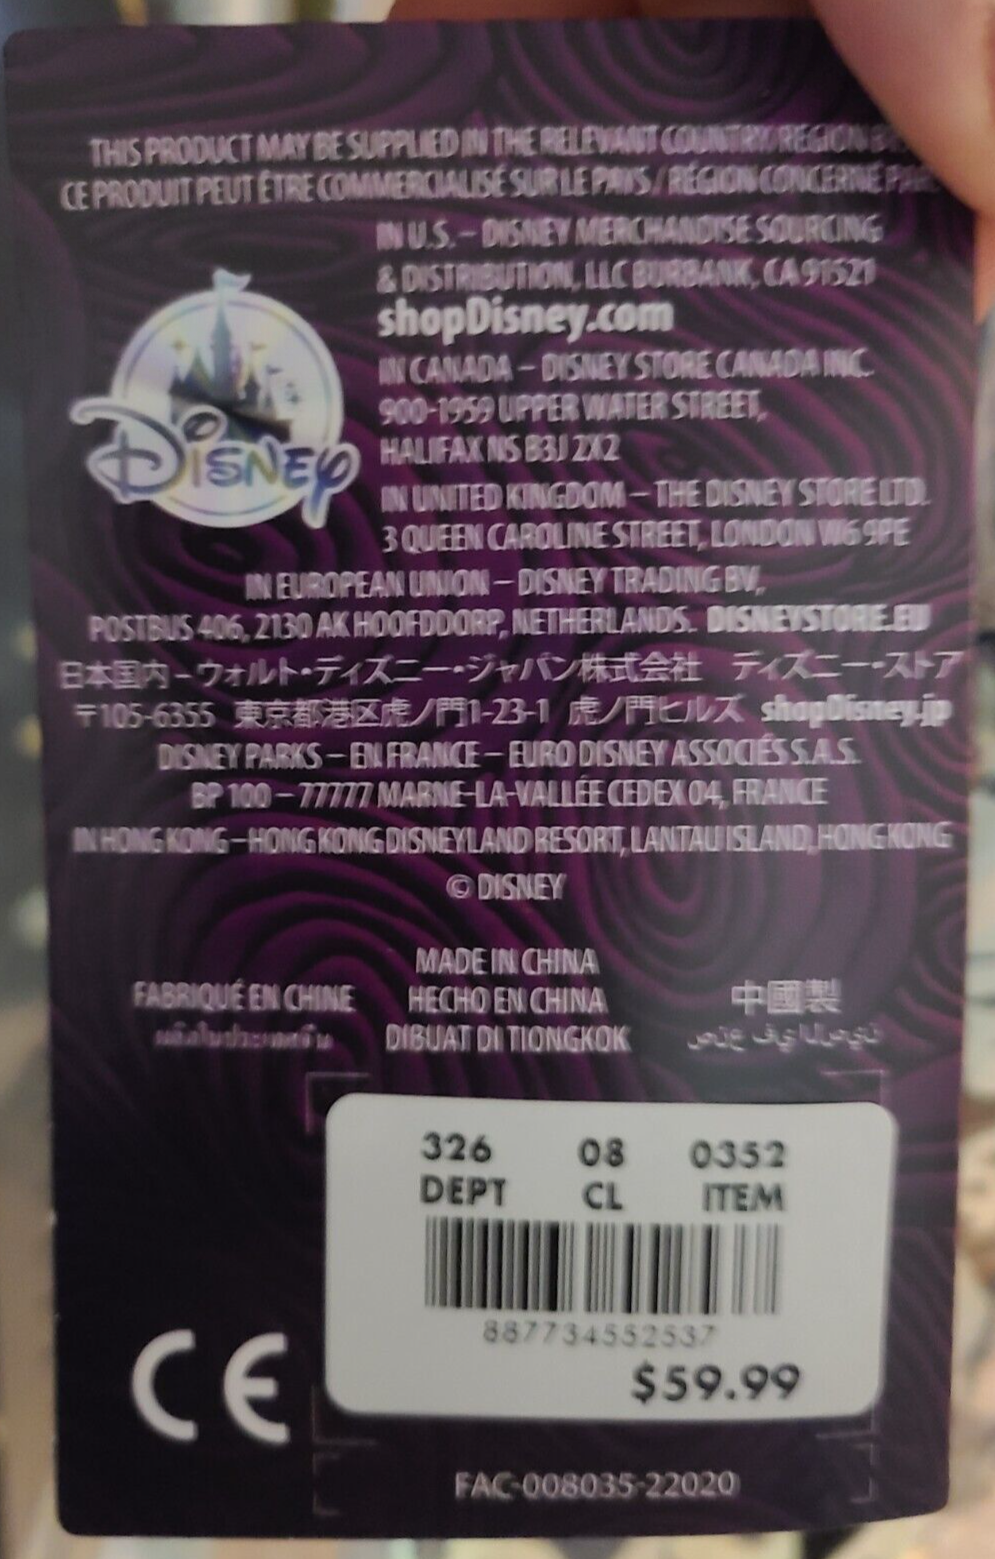 THIS PRODUCT MAY BE SUPPLIED IN THE RELEVANT COUNTRY/REGION
CE PRODUIT PEUT ÊTRE COMMERCIALISÉ SUR LE PAYS / RÉGION CONCERNÉ
IN U.S. – DISNEY MERCHANDISE SOURCING
& DISTRIBUTION, LLC BURBANK, CA 91521
shopDisney.com
DISNEY
IN CANADA – DISNEY STORE CANADA INC.
900-1959 UPPER WATER STREET,
HALIFAX NS B3J 2X2
IN UNITED KINGDOM – THE DISNEY STORE LTD.
3 QUEEN CAROLINE STREET, LONDON W6 9PE
IN EUROPEAN UNION – DISNEY TRADING BV,
POSTBUS 406, 2130 AK HOOFDDORP, NETHERLANDS. DISNEYSTORE.EU
日本国内 – ウォルト・ディズニー・ジャパン株式会社 ディズニー・ストア
〒105-6355 東京都港区虎ノ門1-23-1 虎ノ門ヒルズ shopDisney.jp
DISNEY PARKS – EN FRANCE – EURO DISNEY ASSOCIÉS S.A.S.
BP 100 – 77777 MARNE-LA-VALLÉE CEDEX 04, FRANCE
IN HONG KONG – HONG KONG DISNEYLAND RESORT, LANTAU ISLAND, HONG KONG
© DISNEY
MADE IN CHINA
FABRIQUÉ EN CHINE HECHO EN CHINA 中國製
DIBUAT DI TIONGKOK صنع في الصين
326 08 0352
DEPT CL ITEM
887734552537
$59.99
CE
FAC-008035-22020